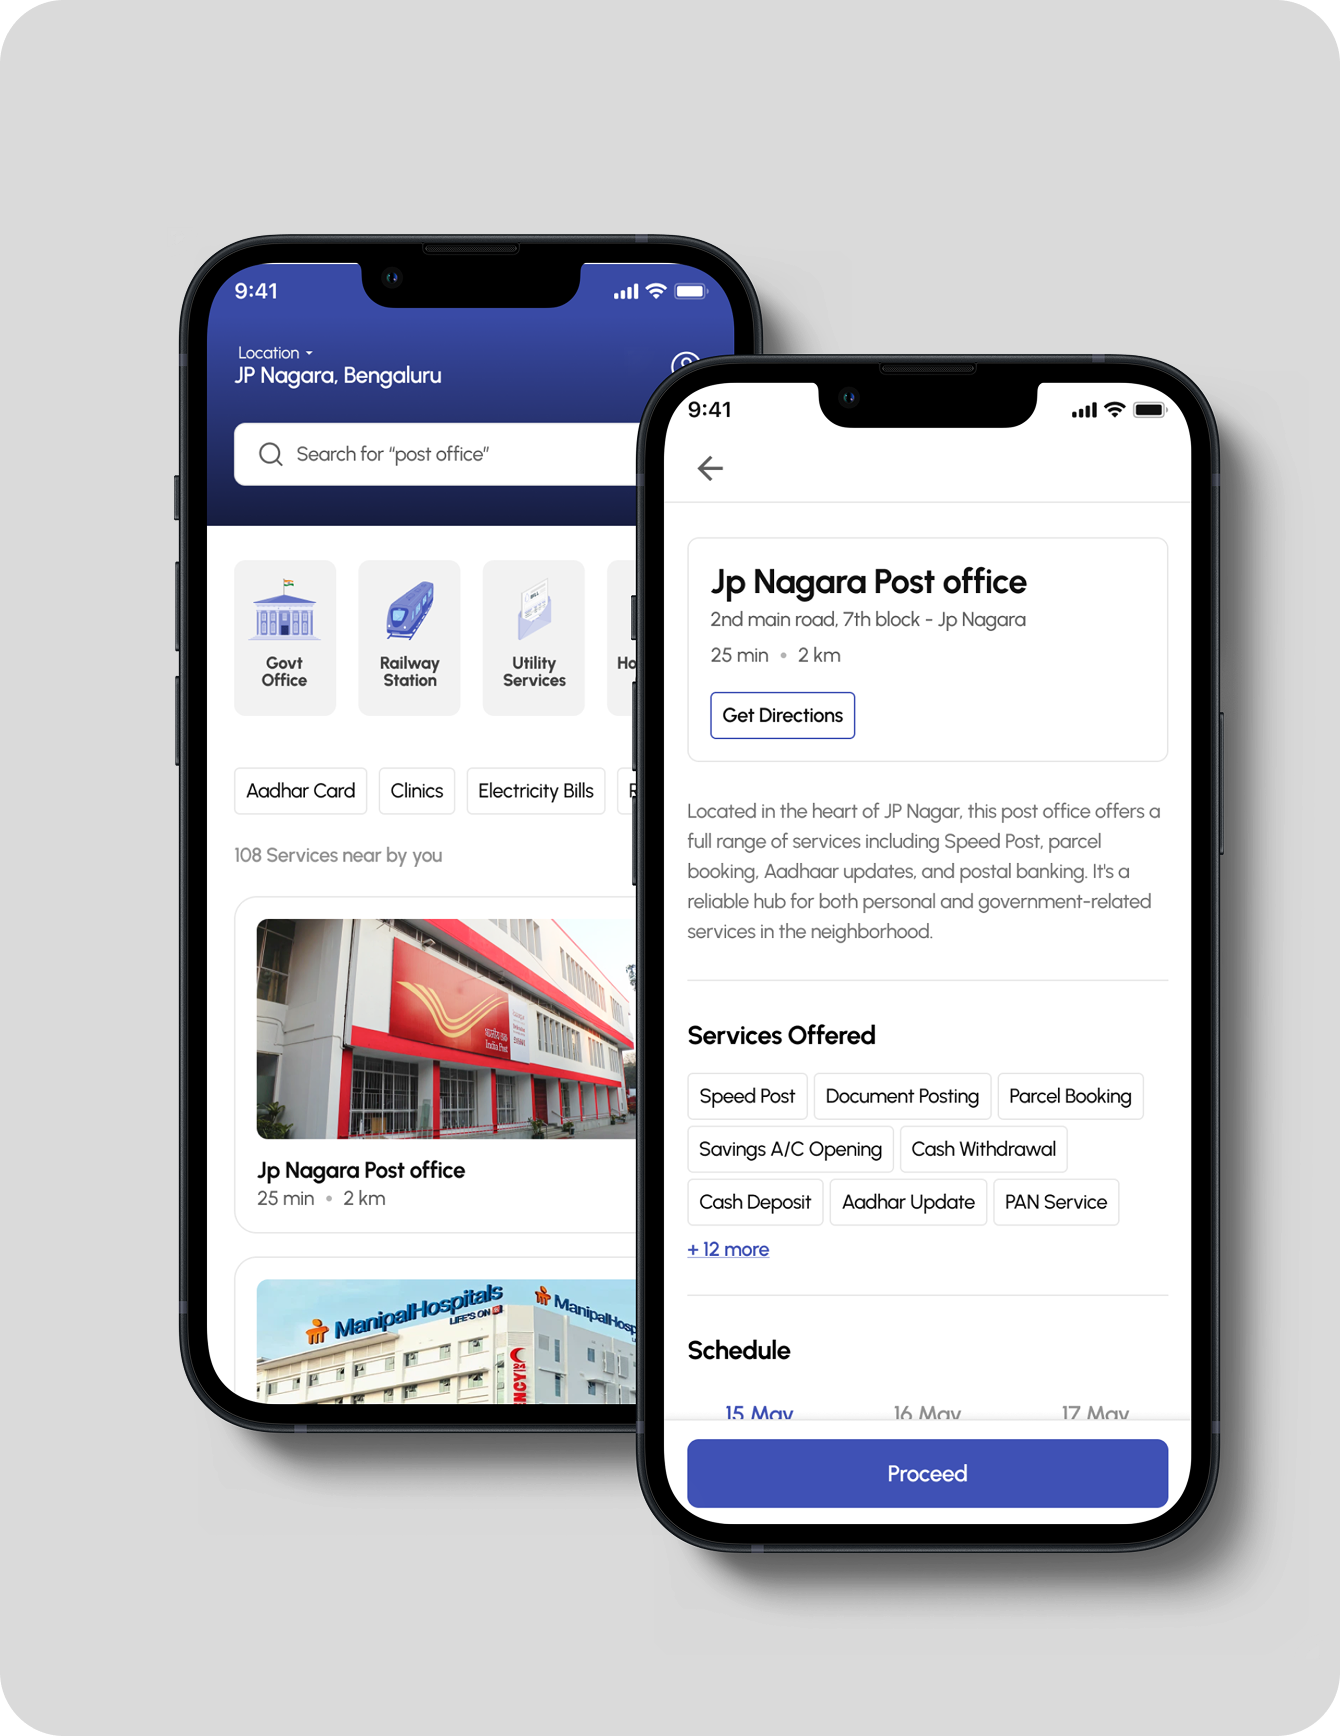 9:41
Location
JP Nagara, Bengaluru
Search for “post office”
Govt
Office
Railway
Station
BILL
Utility
Services
Ho
Aadhar Card
Clinics
Electricity Bills
108 Services near by you
India Post
Jp Nagara Post office
25 min • 2 km
ManipalHospitals
LIFE'S ON
ManipalHosp
NCY
9:41
Jp Nagara Post office
2nd main road, 7th block - Jp Nagara
25 min • 2 km
Get Directions
Located in the heart of JP Nagar, this post office offers a
full range of services including Speed Post, parcel
booking, Aadhaar updates, and postal banking. It's a
reliable hub for both personal and government-related
services in the neighborhood.
Services Offered
Speed Post
Document Posting
Parcel Booking
Savings A/C Opening
Cash Withdrawal
Cash Deposit
Aadhar Update
PAN Service
+ 12 more
Schedule
15 May
16 May
17 May
Proceed